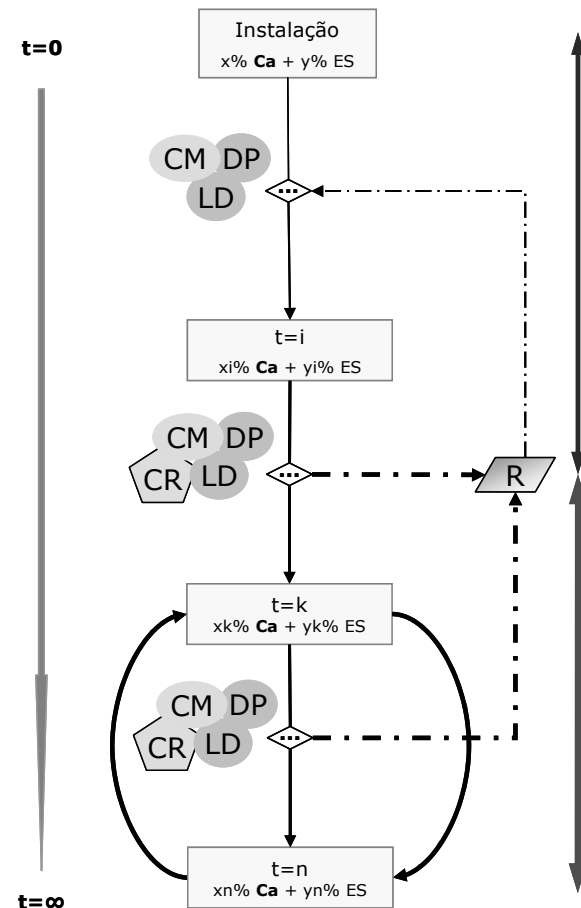 t=0
Instalação
x% Ca + y% ES
CM DP
LD
...
t=i
xi% Ca + yi% ES
CM DP
CR LD
...
R
t=k
xk% Ca + yk% ES
CM DP
CR LD
...
t=n
xn% Ca + yn% ES
t=∞